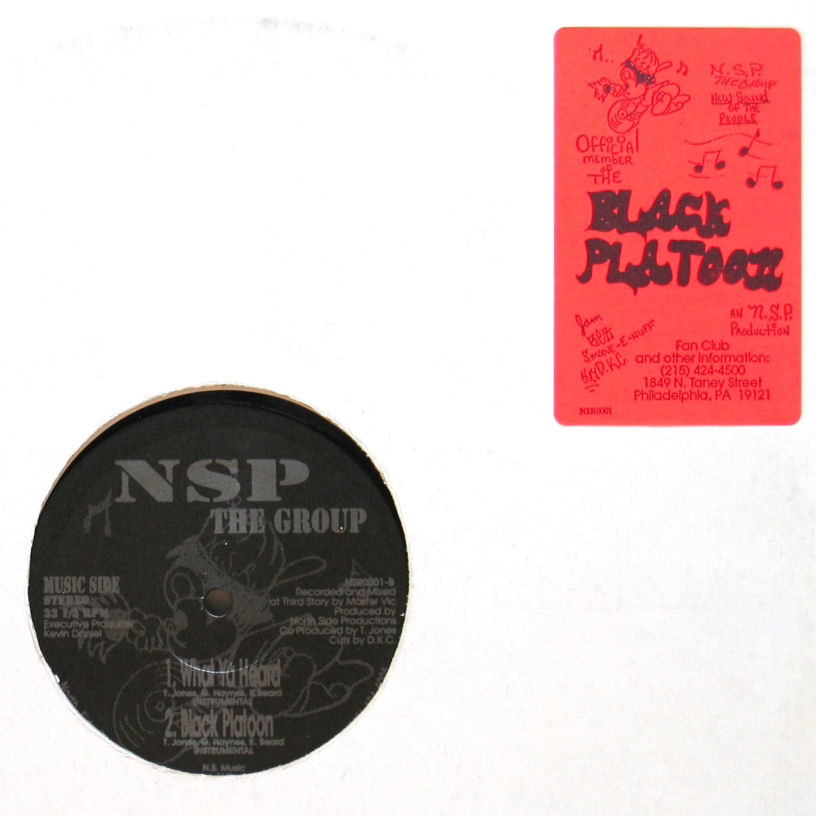 N.S.P.
THE GROUP
NEW SOUND
OF THE
PEOPLE
OFFiCiAl
MEMBER
OF
THE
BLACK
PLATOON
AN N.S.P.
PRODUCTiON
Jam
SMOOVE-E-NUFF
D.K.C.
Fan Club
and other Information:
(215) 424-4500
1849 N. Taney Street
Philadelphia, PA 19121
NSR0001
NSP
THE GROUP
MUSIC SIDE
STEREO
33 1/3 RPM
Executive Producer
Kevin Daniel
NSR0001-B
Recorded and Mixed
at Third Story by Master Vic
Produced by
North Side Productions
Co Produced by T. Jones
Cuts by D.K.C.
1. What Ya Heard
T. Jones, G. Haynes, K. Beard
INSTRUMENTAL
2. Black Platoon
T. Jones, G. Haynes, K. Beard
INSTRUMENTAL
N.S. Music